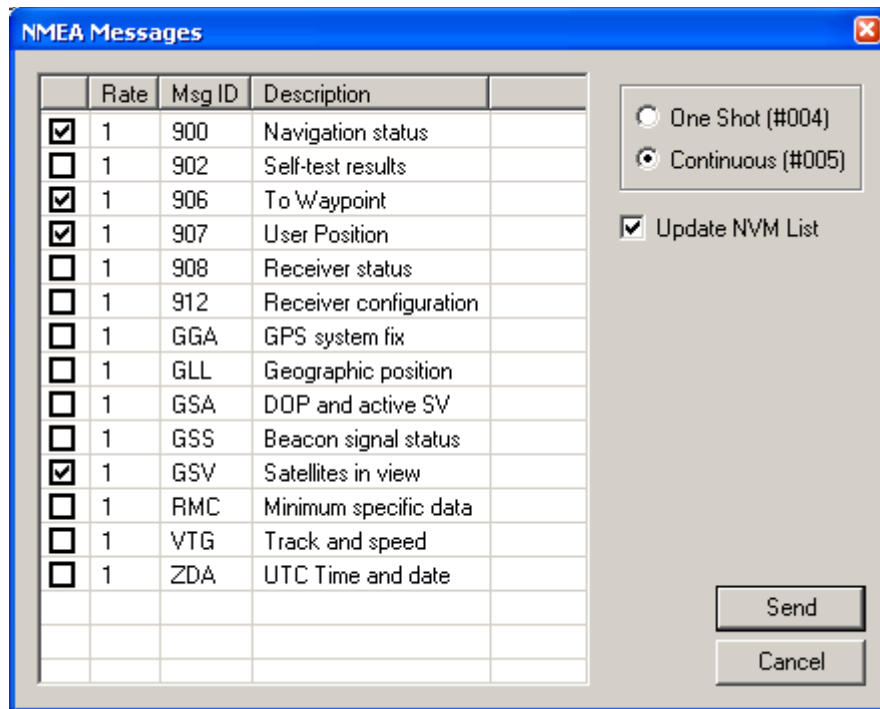 NMEA Messages
Rate Msg ID Description
1 900 Navigation status
1 902 Self-test results
1 906 To Waypoint
1 907 User Position
1 908 Receiver status
1 912 Receiver configuration
1 GGA GPS system fix
1 GLL Geographic position
1 GSA DOP and active SV
1 GSS Beacon signal status
1 GSV Satellites in view
1 RMC Minimum specific data
1 VTG Track and speed
1 ZDA UTC Time and date
One Shot (#004)
Continuous (#005)
Update NVM List
Send
Cancel